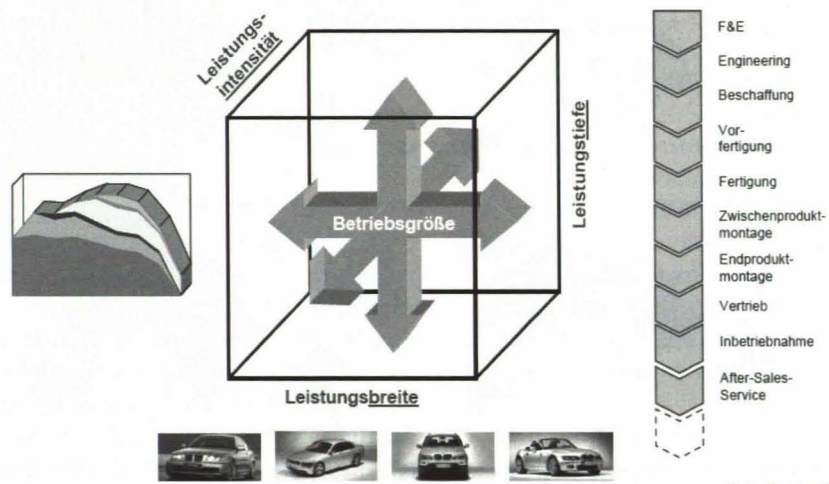 Leistungs-
intensität
Leistungstiefe
Betriebsgröße
Leistungsbreite
F&E
Engineering
Beschaffung
Vor-
fertigung
Fertigung
Zwischenprodukt-
montage
Endprodukt-
montage
Vertrieb
Inbetriebnahme
After-Sales-
Service